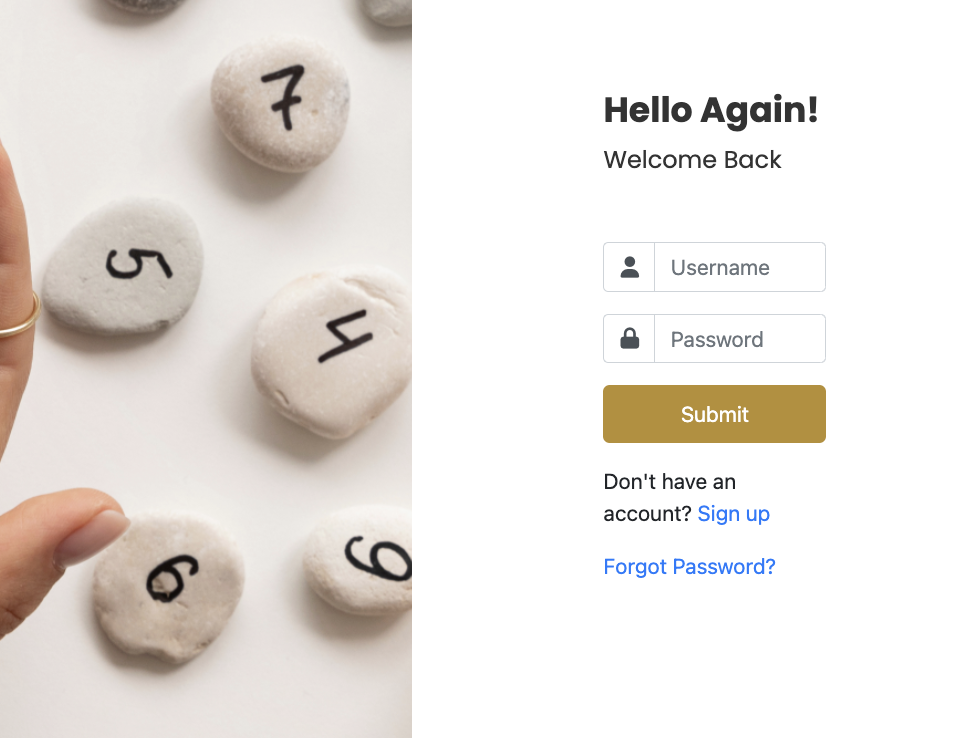 7
5
4
6
9
Hello Again!
Welcome Back
Username
Password
Submit
Don't have an
account? Sign up
Forgot Password?